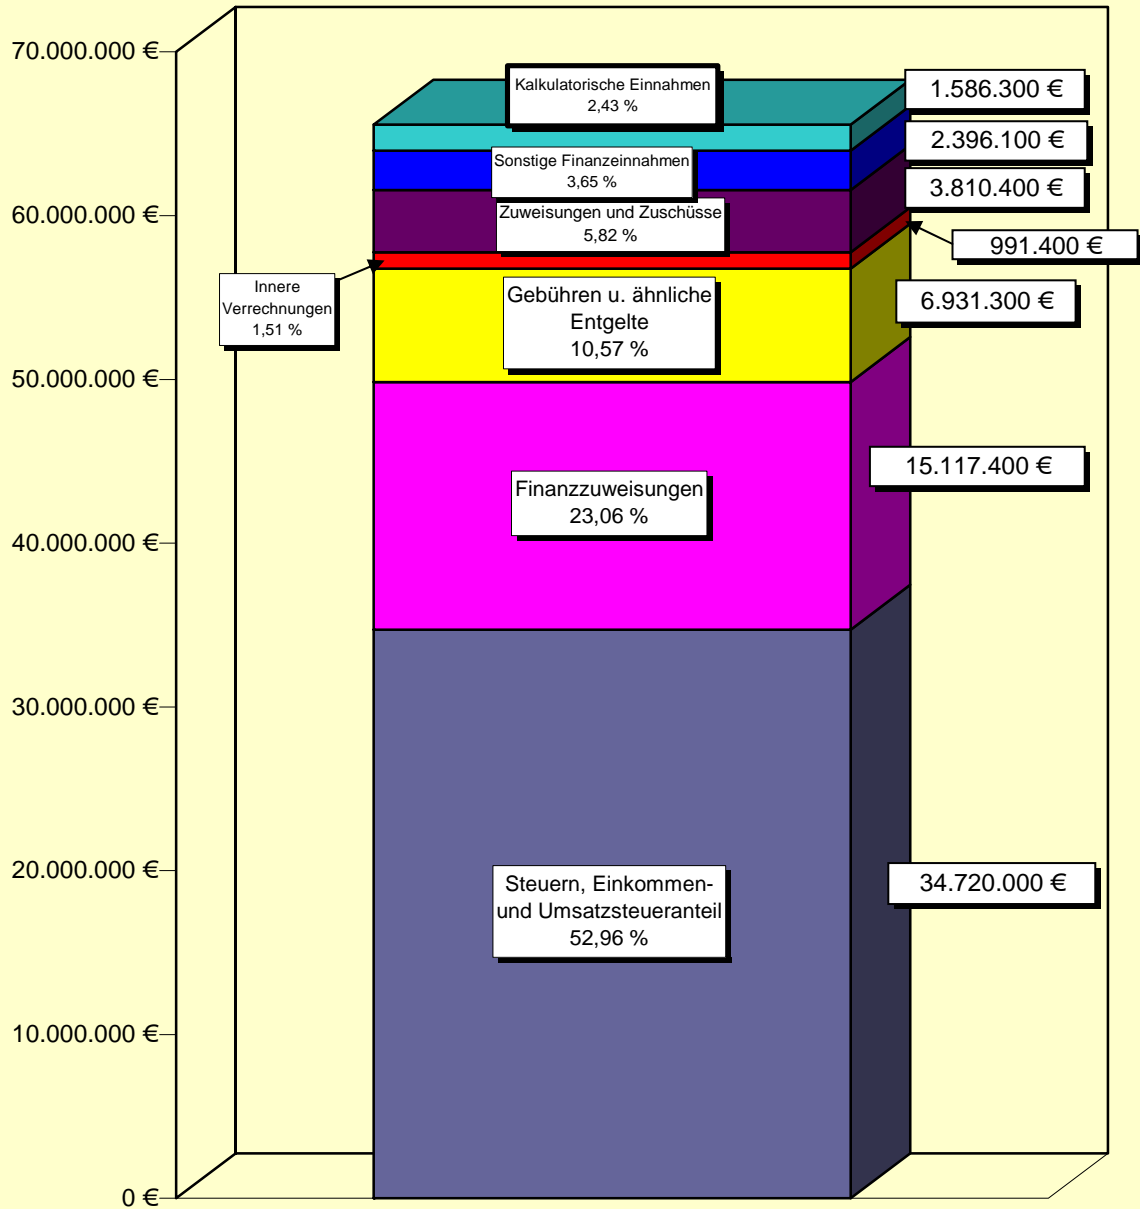 70.000.000 €
60.000.000 €
50.000.000 €
40.000.000 €
30.000.000 €
20.000.000 €
10.000.000 €
0 €
Kalkulatorische Einnahmen
2,43 %
1.586.300 €
Sonstige Finanzeinnahmen
3,65 %
2.396.100 €
Zuweisungen und Zuschüsse
5,82 %
3.810.400 €
Innere
Verrechnungen
1,51 %
991.400 €
Gebühren u. ähnliche
Entgelte
10,57 %
6.931.300 €
Finanzzuweisungen
23,06 %
15.117.400 €
Steuern, Einkommen-
und Umsatzsteueranteil
52,96 %
34.720.000 €